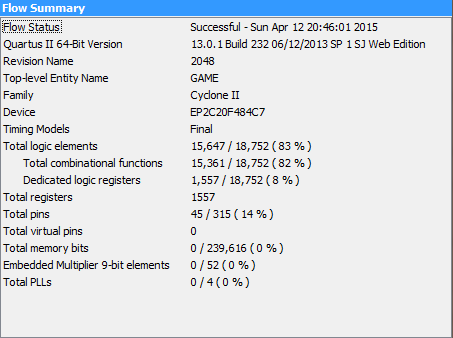 Flow Summary
Flow Status Successful - Sun Apr 12 20:46:01 2015
Quartus II 64-Bit Version 13.0.1 Build 232 06/12/2013 SP 1 SJ Web Edition
Revision Name 2048
Top-level Entity Name GAME
Family Cyclone II
Device EP2C20F484C7
Timing Models Final
Total logic elements 15,647 / 18,752 ( 83 % )
Total combinational functions 15,361 / 18,752 ( 82 % )
Dedicated logic registers 1,557 / 18,752 ( 8 % )
Total registers 1557
Total pins 45 / 315 ( 14 % )
Total virtual pins 0
Total memory bits 0 / 239,616 ( 0 % )
Embedded Multiplier 9-bit elements 0 / 52 ( 0 % )
Total PLLs 0 / 4 ( 0 % )